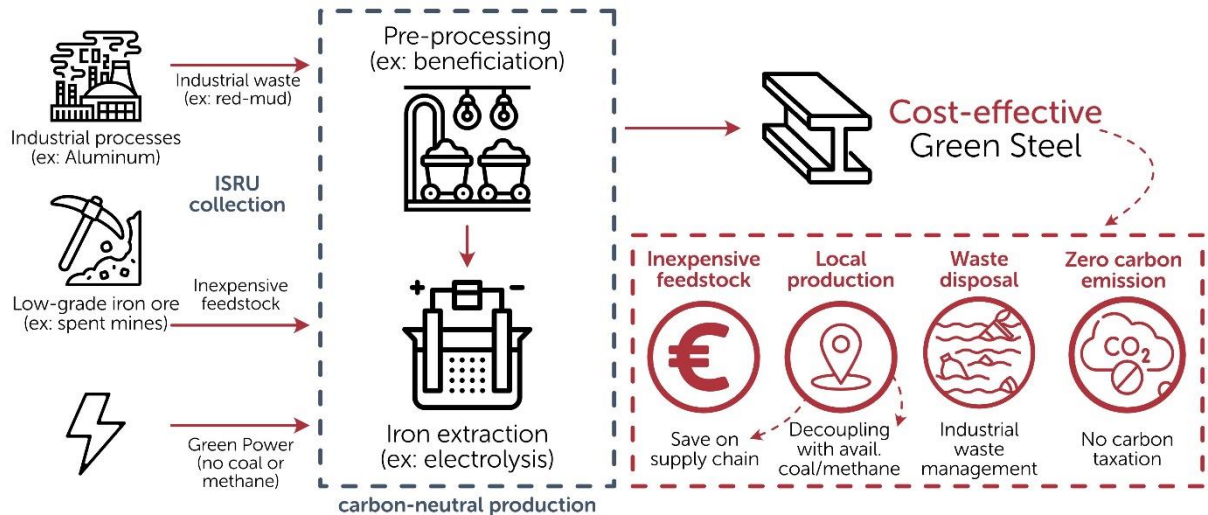 Industrial processes
(ex: Aluminum)
Industrial waste
(ex: red-mud)
ISRU
collection
Low-grade iron ore
(ex: spent mines)
Inexpensive
feedstock
Green Power
(no coal or
methane)
Pre-processing
(ex: beneficiation)
+ −
Iron extraction
(ex: electrolysis)
carbon-neutral production
Cost-effective
Green Steel
Inexpensive
feedstock
€
Save on
supply chain
Local
production
Decoupling
with avail.
coal/methane
Waste
disposal
Industrial
waste
management
Zero carbon
emission
CO₂
No carbon
taxation